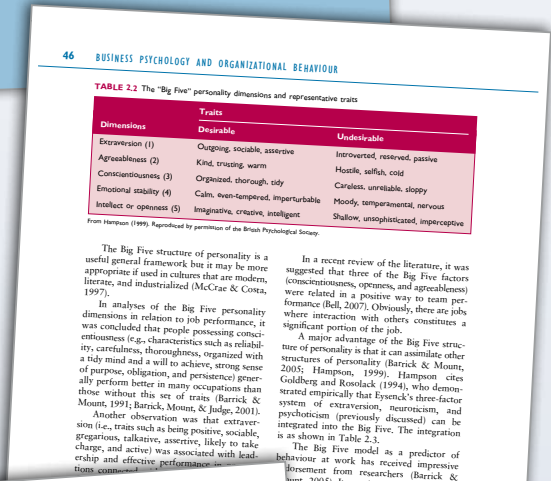 46 BUSINESS PSYCHOLOGY AND ORGANIZATIONAL BEHAVIOUR
TABLE 2.2 The "Big Five" personality dimensions and representative traits
Traits
Dimensions Desirable Undesirable
Extraversion (1) Outgoing, sociable, assertive Introverted, reserved, passive
Agreeableness (2) Kind, trusting, warm Hostile, selfish, cold
Conscientiousness (3) Organized, thorough, tidy Careless, unreliable, sloppy
Emotional stability (4) Calm, even-tempered, imperturbable Moody, temperamental, nervous
Intellect or openness (5) Imaginative, creative, intelligent Shallow, unsophisticated, imperceptive
From Hampson (1999). Reproduced by permission of the British Psychological Society.
The Big Five structure of personality is a
useful general framework but it may be more
appropriate if used in cultures that are modern,
literate, and industrialized (McCrae & Costa,
1997).
In analyses of the Big Five personality
dimensions in relation to job performance, it
was concluded that people possessing consci-
entiousness (e.g., characteristics such as reliabil-
ity, carefulness, thoroughness, organized with
a tidy mind and a will to achieve, strong sense
of purpose, obligation, and persistence) gener-
ally perform better in many occupations than
those without this set of traits (Barrick &
Mount, 1991; Barrick, Mount, & Judge, 2001).
Another observation was that extraver-
sion (i.e., traits such as being positive, sociable,
gregarious, talkative, assertive, likely to take
charge, and active) was associated with lead-
ership and effective performance in
tions
In a recent review of the literature, it was
suggested that three of the Big Five factors
(conscientiousness, openness, and agreeableness)
were related in a positive way to team per-
formance (Bell, 2007). Obviously, there are jobs
where interaction with others constitutes a
significant portion of the job.
A major advantage of the Big Five struc-
ture of personality is that it can assimilate other
structures of personality (Barrick & Mount,
2005; Hampson, 1999). Hampson cites
Goldberg and Rosolack (1994), who demon-
strated empirically that Eysenck's three-factor
system of extraversion, neuroticism, and
psychoticism (previously discussed) can be
integrated into the Big Five. The integration
is as shown in Table 2.3.
The Big Five model as a predictor of
behaviour at work has received impressive
from researchers (Barrick &
2005).